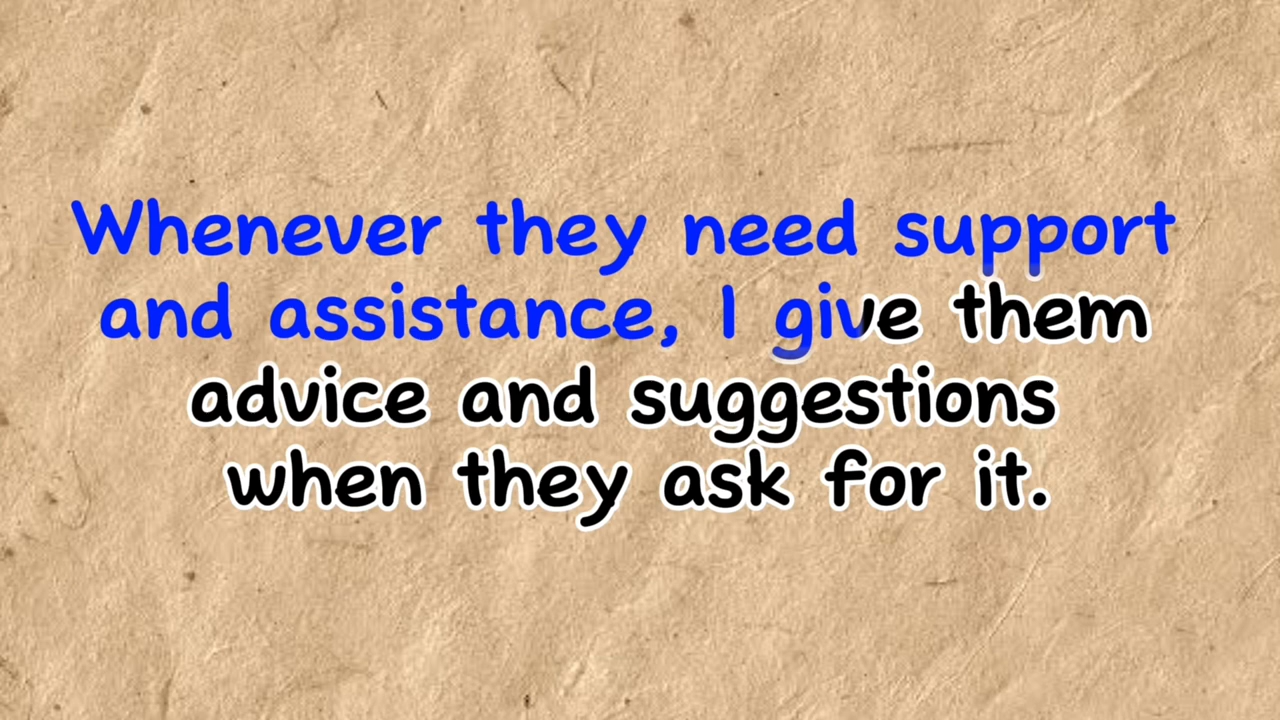 Whenever they need support
and assistance, I give them
advice and suggestions
when they ask for it.